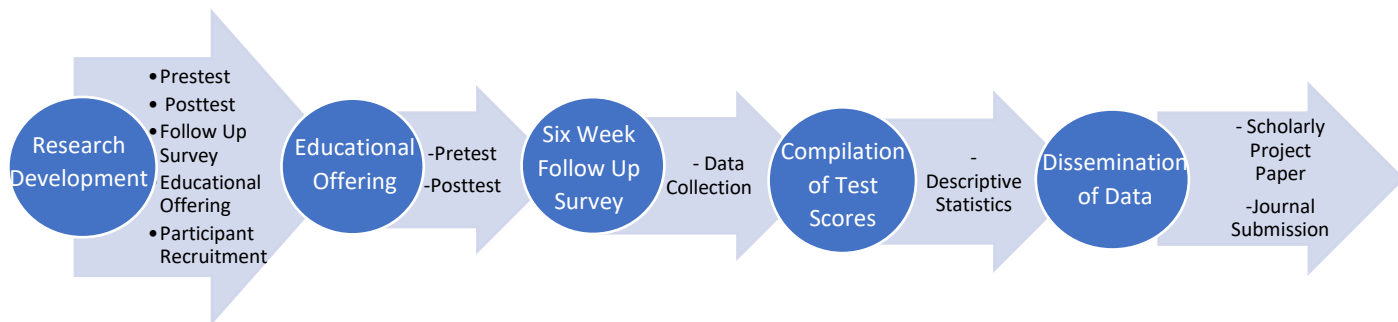 Research
Development
•Prestest
• Posttest
•Follow Up
Survey
Educational
Offering
•Participant
Recruitment
Educational
Offering
-Pretest
-Posttest
Six Week
Follow Up
Survey
- Data
Collection
Compilation
of Test
Scores
-
Descriptive
Statistics
Dissemination
of Data
- Scholarly
Project
Paper
-Journal
Submission